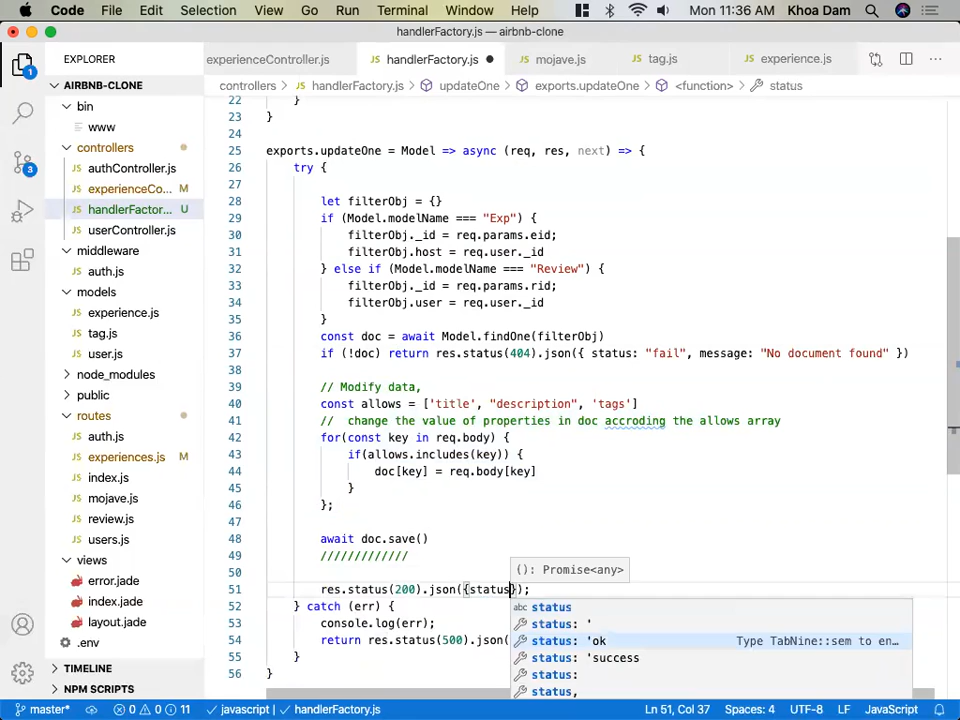 Code File Edit Selection View Go Run Terminal Window Help Mon 11:36 AM Khoa Dam
handlerFactory.js — airbnb-clone
EXPLORER
AIRBNB-CLONE
bin
www
controllers
authController.js
experienceCo... M
handlerFactor... U
userController.js
middleware
auth.js
models
experience.js
tag.js
user.js
node_modules
public
routes
auth.js
experiences.js M
index.js
mojave.js
review.js
users.js
views
error.jade
index.jade
layout.jade
.env
TIMELINE
NPM SCRIPTS
1
3
experienceController.js handlerFactory.js mojave.js tag.js experience.js
controllers > handlerFactory.js > updateOne > exports.updateOne > <function> > status
22 }
23 }
24
25 exports.updateOne = Model => async (req, res, next) => {
26 try {
27
28 let filterObj = {}
29 if (Model.modelName === "Exp") {
30 filterObj._id = req.params.eid;
31 filterObj.host = req.user._id
32 } else if (Model.modelName === "Review") {
33 filterObj._id = req.params.rid;
34 filterObj.user = req.user._id
35 }
36 const doc = await Model.findOne(filterObj)
37 if (!doc) return res.status(404).json({ status: "fail", message: "No document found" })
38
39 // Modify data,
40 const allows = ['title', "description", 'tags']
41 // change the value of properties in doc accroding the allows array
42 for(const key in req.body) {
43 if(allows.includes(key)) {
44 doc[key] = req.body[key]
45 }
46 };
47
48 await doc.save()
49 /////////////
50
51 res.status(200).json({status});
52 } catch (err) {
53 console.log(err);
54 return res.status(500).json(
55 }
56 }
(): Promise<any>
abc status
status: '
status: 'ok Type TabNine::sem to en...
status: 'success
status:
status,
master* 0 0 11 javascript | handlerFactory.js Ln 51, Col 37 Spaces: 4 UTF-8 LF JavaScript